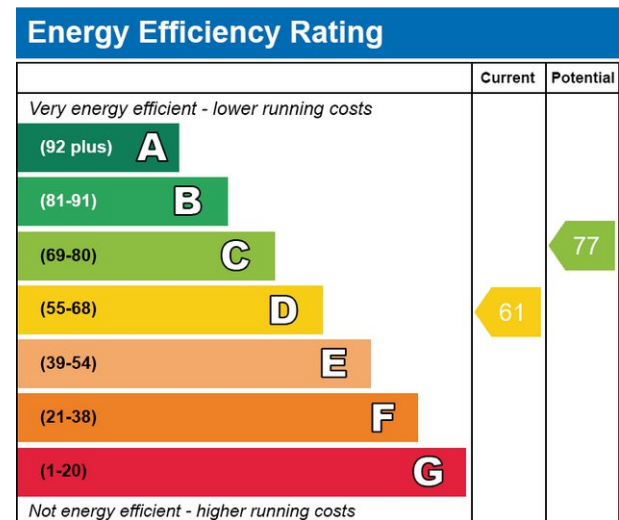 Energy Efficiency Rating
Current Potential
Very energy efficient - lower running costs
(92 plus) A
(81-91) B
(69-80) C
77
(55-68) D
61
(39-54) E
(21-38) F
(1-20) G
Not energy efficient - higher running costs